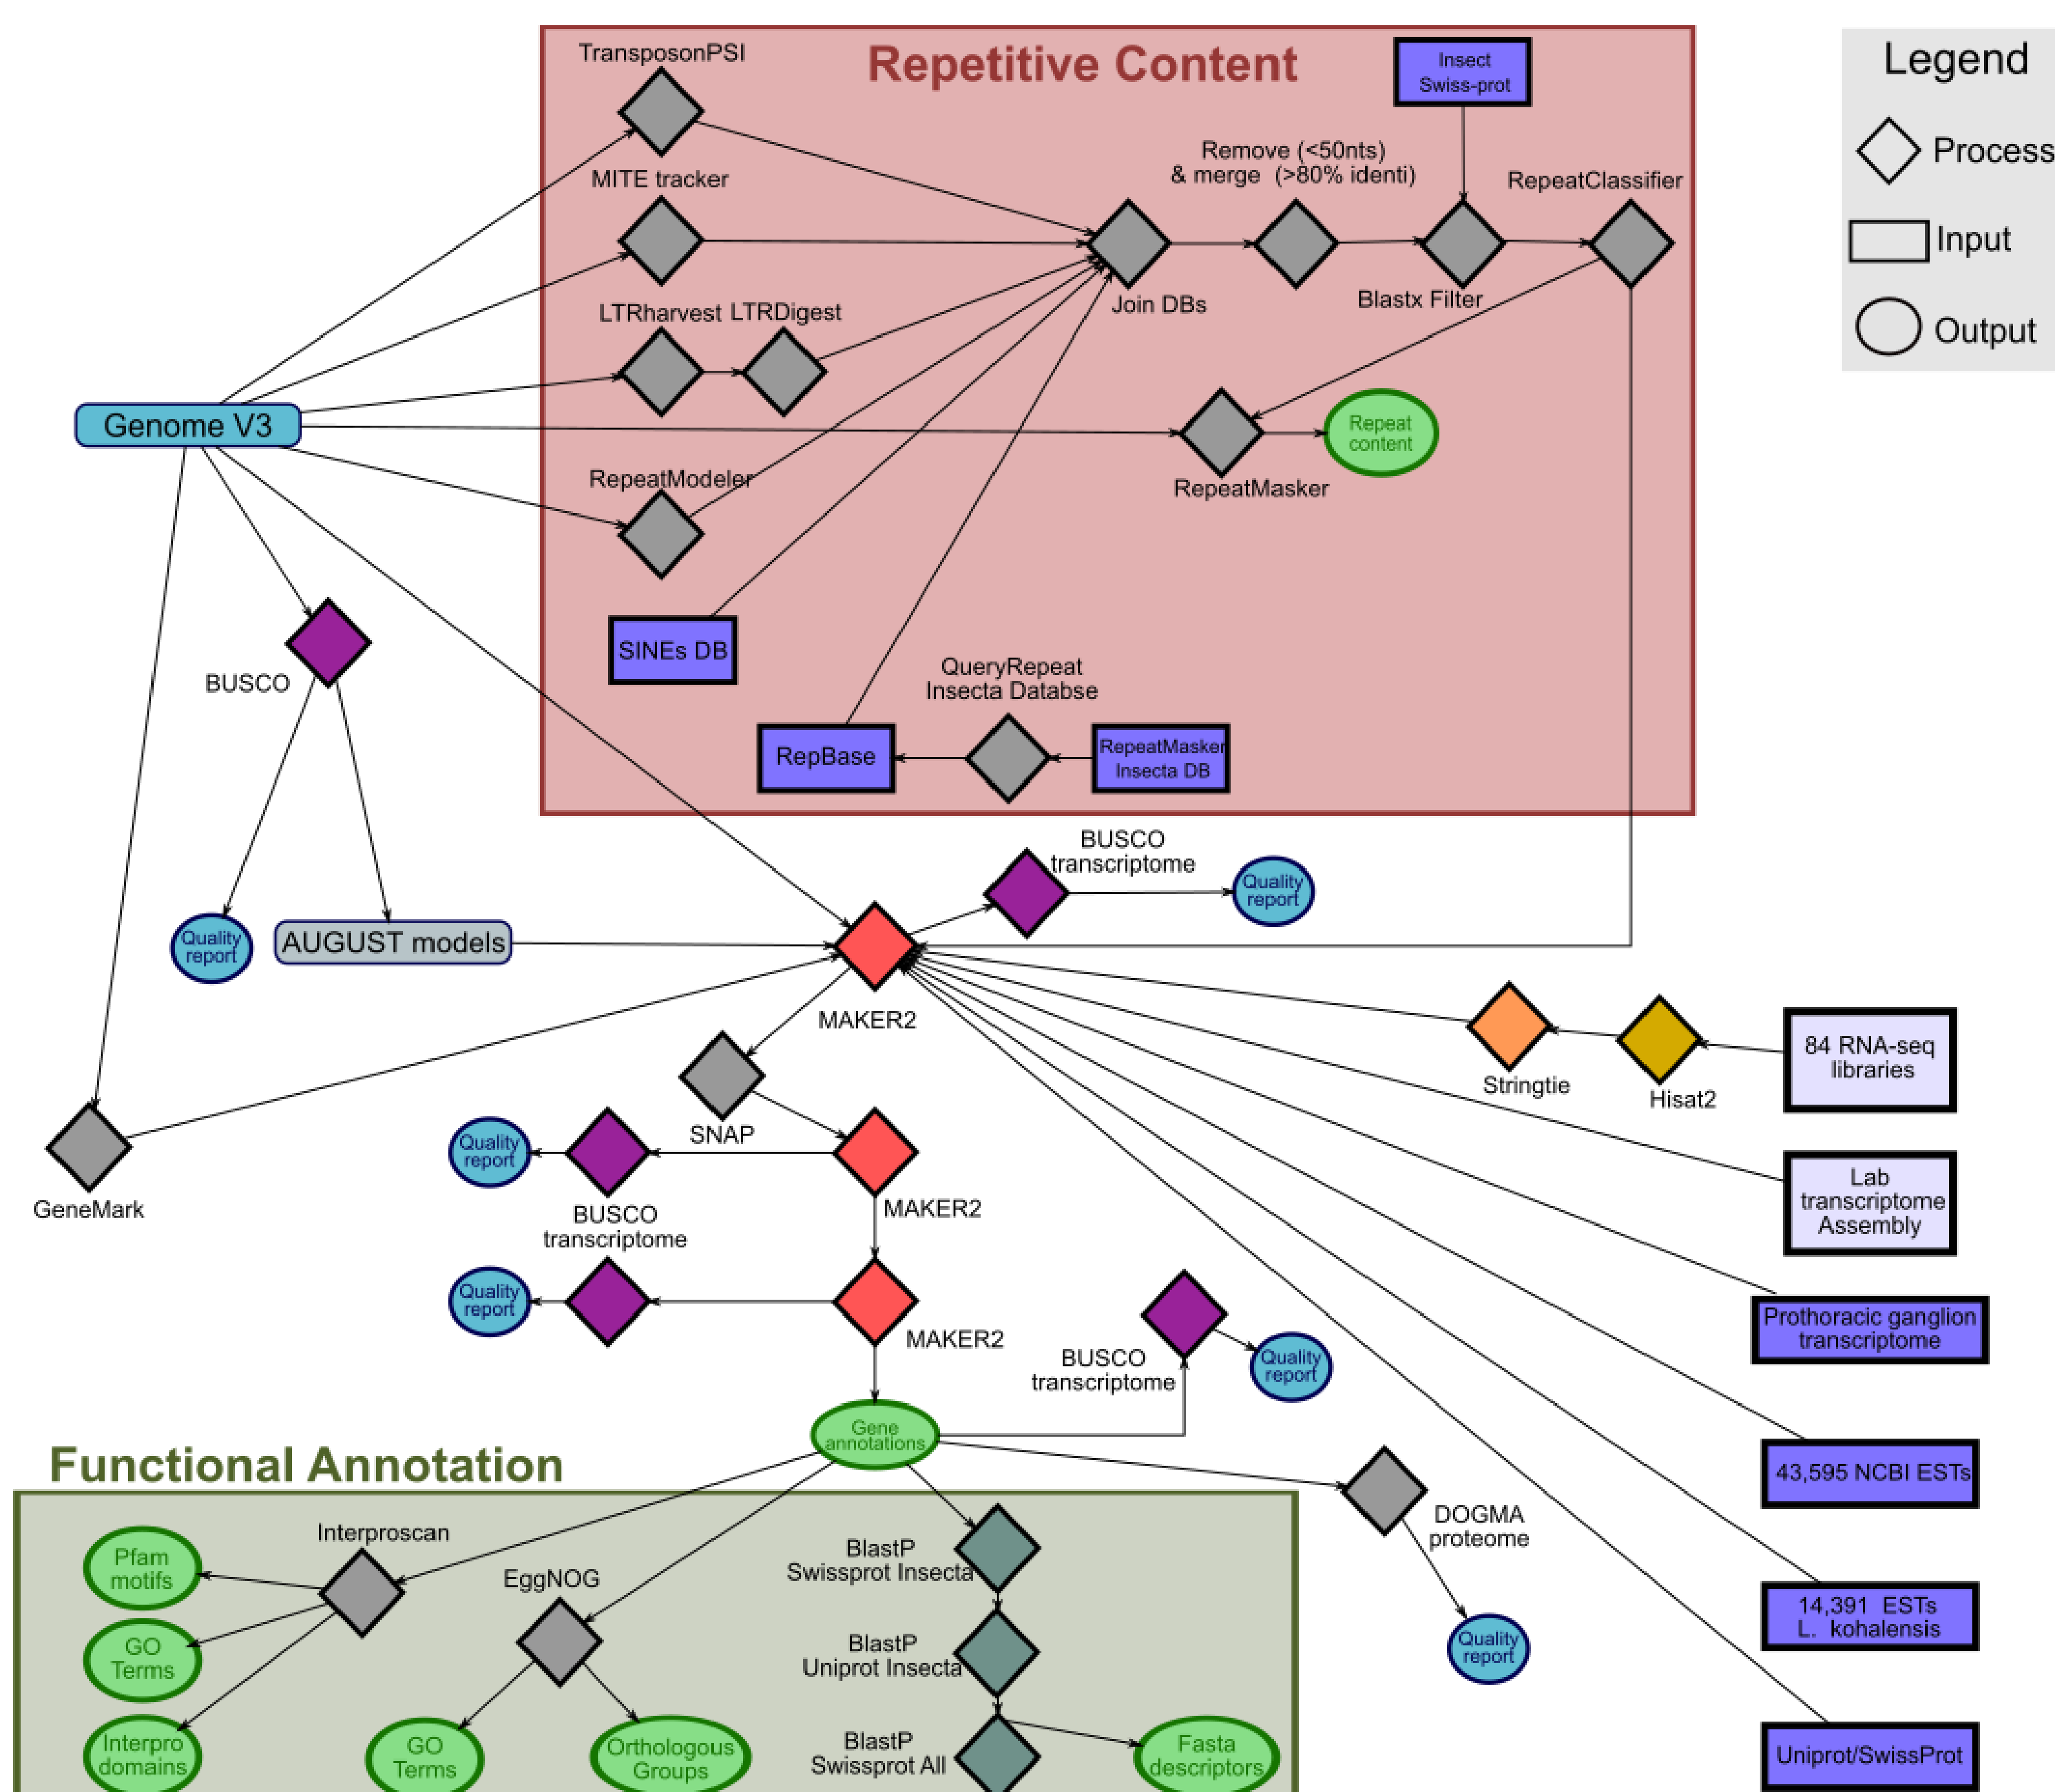 Repetitive Content
TransposonPSI
MITE tracker
LTRharvest
LTRDigest
RepeatModeler
SINEs DB
RepBase
QueryRepeat
Insecta Databse
RepeatMasker
Insecta DB
Join DBs
Remove (<50nts)
& merge (>80% identi)
Insect
Swiss-prot
Blastx Filter
RepeatClassifier
RepeatMasker
Repeat
content
Legend
Process
Input
Output
Genome V3
BUSCO
Quality
report
AUGUST models
GeneMark
MAKER2
BUSCO
transcriptome
Quality
report
SNAP
MAKER2
Quality
report
BUSCO
transcriptome
Quality
report
MAKER2
Stringtie
Hisat2
84 RNA-seq
libraries
Lab
transcriptome
Assembly
Prothoracic ganglion
transcriptome
43,595 NCBI ESTs
14,391 ESTs
L. kohalensis
Uniprot/SwissProt
Gene
annotations
BUSCO
transcriptome
Quality
report
DOGMA
proteome
Quality
report
Functional Annotation
Interproscan
Pfam
motifs
GO
Terms
Interpro
domains
EggNOG
GO
Terms
Orthologous
Groups
BlastP
Swissprot Insecta
BlastP
Uniprot Insecta
BlastP
Swissprot All
Fasta
descriptors